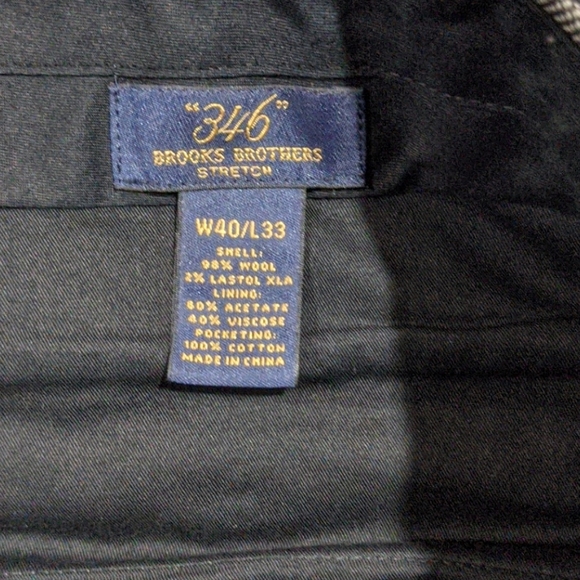 "346"
BROOKS BROTHERS
STRETCH
W40/L33
SHELL:
98% WOOL
2% LASTOL XLA
LINING:
60% ACETATE
40% VISCOSE
POCKETING:
100% COTTON
MADE IN CHINA